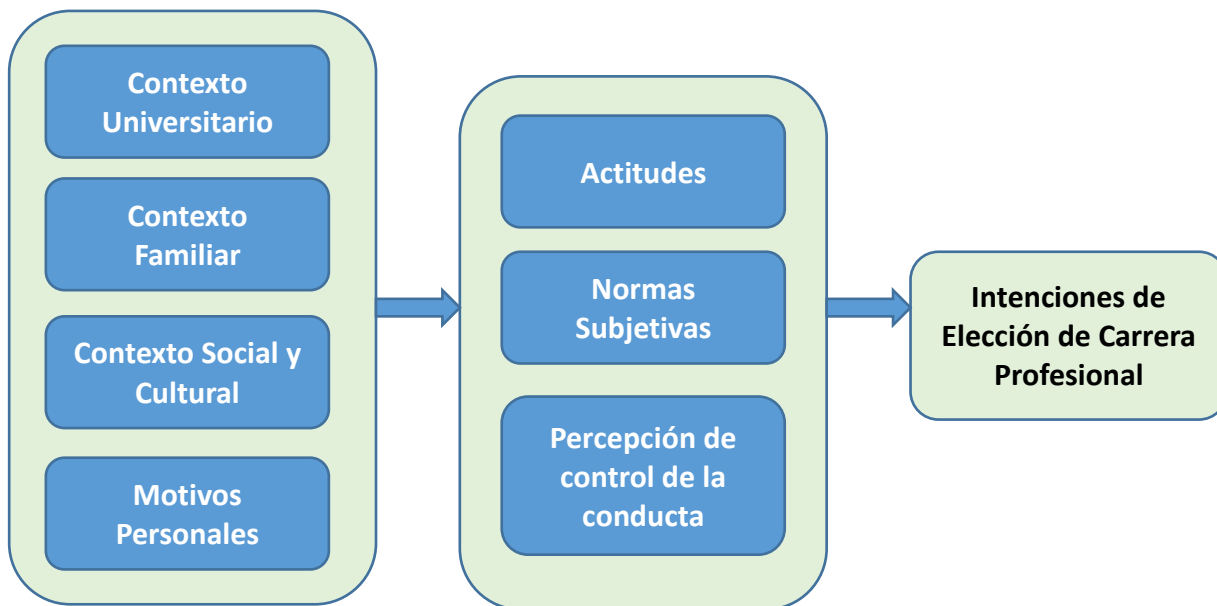 Contexto
Universitario
Contexto
Familiar
Contexto Social y
Cultural
Motivos
Personales
Actitudes
Normas
Subjetivas
Percepción de
control de la
conducta
Intenciones de
Elección de Carrera
Profesional